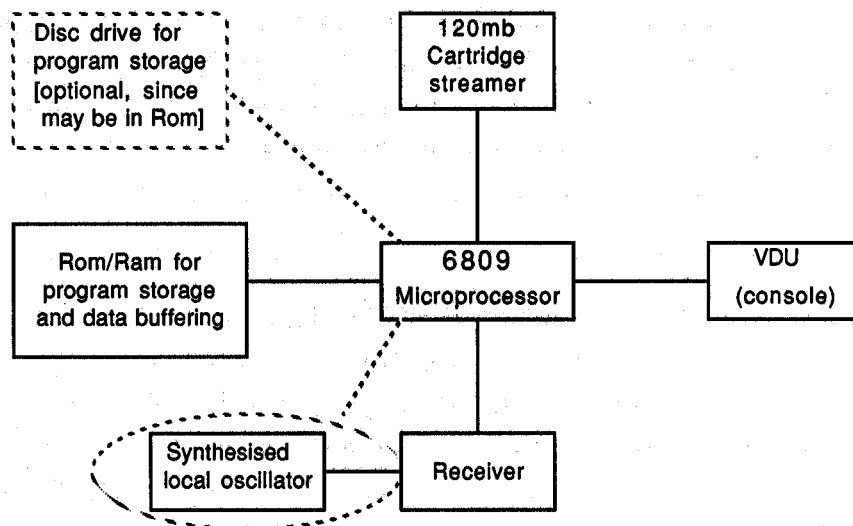 Disc drive for
program storage
[optional, since
may be in Rom]
120mb
Cartridge
streamer
Rom/Ram for
program storage
and data buffering
6809
Microprocessor
VDU
(console)
Synthesised
local oscillator
Receiver